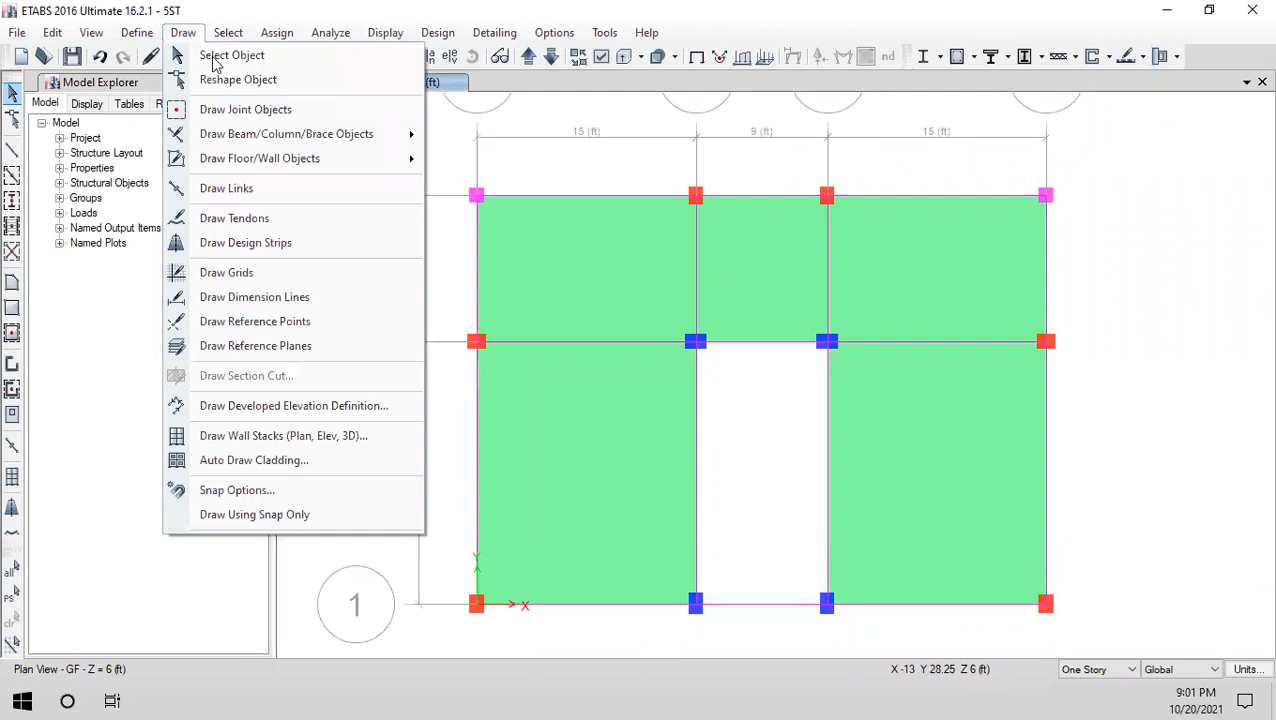 ETABS 2016 Ultimate 16.2.1 - 5ST
File Edit View Define Draw Select Assign Analyze Display Design Detailing Options Tools Help
nd
Model Explorer
(ft)
Model Display Tables
Model
Project
Structure Layout
Properties
Structural Objects
Groups
Loads
Named Output Items
Named Plots
Select Object
Reshape Object
Draw Joint Objects
Draw Beam/Column/Brace Objects
Draw Floor/Wall Objects
Draw Links
Draw Tendons
Draw Design Strips
Draw Grids
Draw Dimension Lines
Draw Reference Points
Draw Reference Planes
Draw Section Cut...
Draw Developed Elevation Definition...
Draw Wall Stacks (Plan, Elev, 3D)...
Auto Draw Cladding...
Snap Options...
Draw Using Snap Only
all
PS
clr
15 (ft) 9 (ft) 15 (ft)
Y
X
1
Plan View - GF - Z = 6 (ft)
X -13 Y 28.25 Z 6 (ft)
One Story
Global
Units...
9:01 PM
10/20/2021